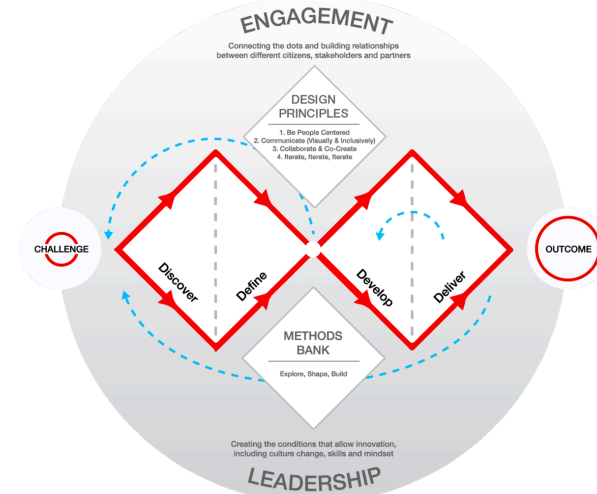 ENGAGEMENT
Connecting the dots and building relationships
between different citizens, stakeholders and partners
DESIGN
PRINCIPLES
1. Be People Centered
2. Communicate (Visually & Inclusively)
3. Collaborate & Co-Create
4. Iterate, Iterate, Iterate
CHALLENGE
OUTCOME
Discover
Define
Develop
Deliver
METHODS
BANK
Explore, Shape, Build
Creating the conditions that allow innovation,
including culture change, skills and mindset
LEADERSHIP